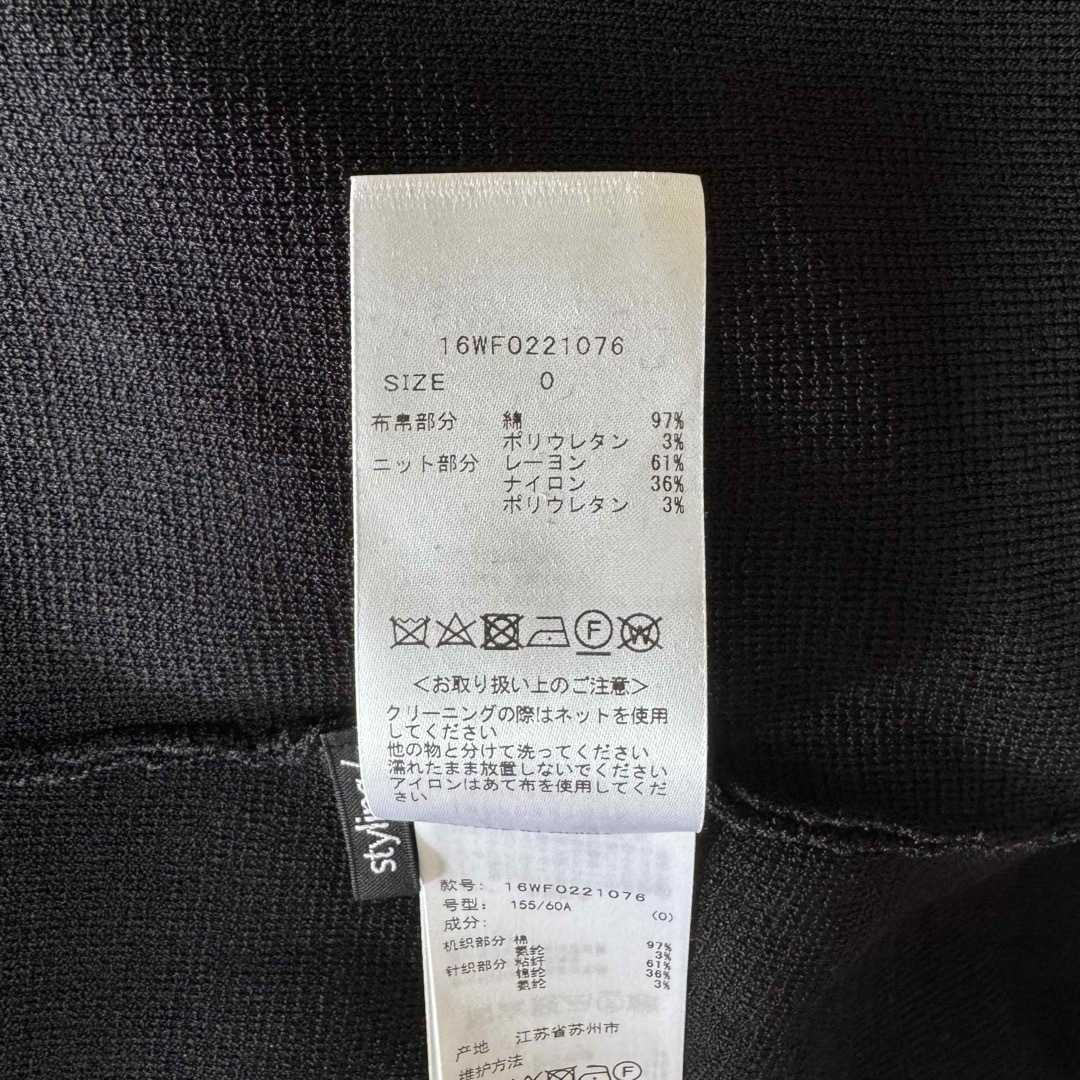 16WF0221076
SIZE 0
布帛部分 綿 97%
ポリウレタン 3%
ニット部分 レーヨン 61%
ナイロン 36%
ポリウレタン 3%
F W
<お取り扱い上のご注意>
クリーニングの際はネットを使用
してください
他の物と分けて洗ってください
濡れたまま放置しないでください
アイロンはあて布を使用してくだ
さい
styling/
款号: 16WF0221076
号型: 155/60A (0)
成分:
机织部分 棉 97%
氨纶 3%
针织部分 粘纤 61%
锦纶 36%
氨纶 3%
产地 江苏省苏州市
维护方法
F